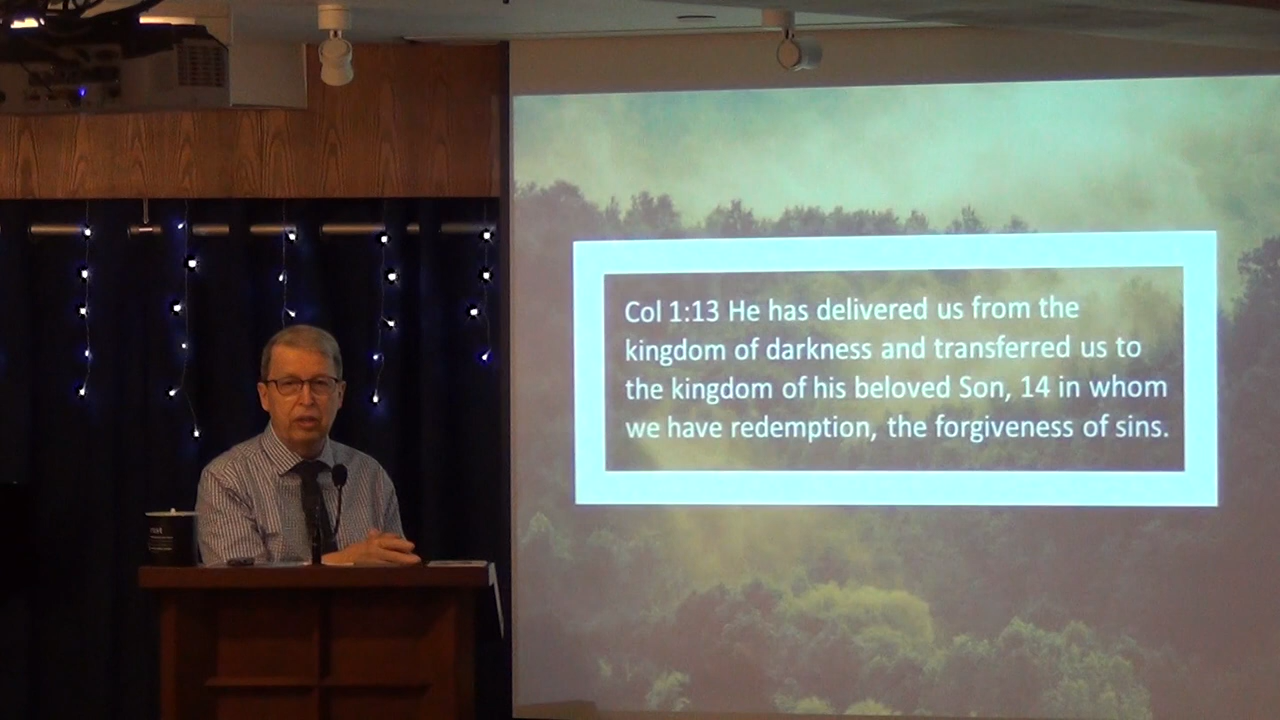 Col 1:13 He has delivered us from the
kingdom of darkness and transferred us to
the kingdom of his beloved Son, 14 in whom
we have redemption, the forgiveness of sins.